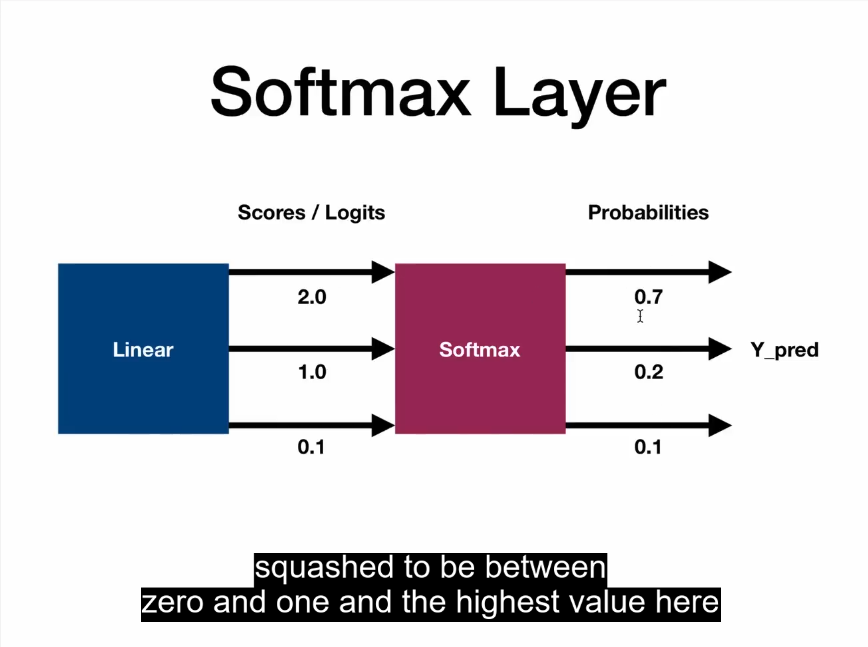 Softmax Layer
Scores / Logits
Probabilities
Linear
2.0
1.0
0.1
Softmax
0.7
0.2
0.1
Y_pred
squashed to be between
zero and one and the highest value here